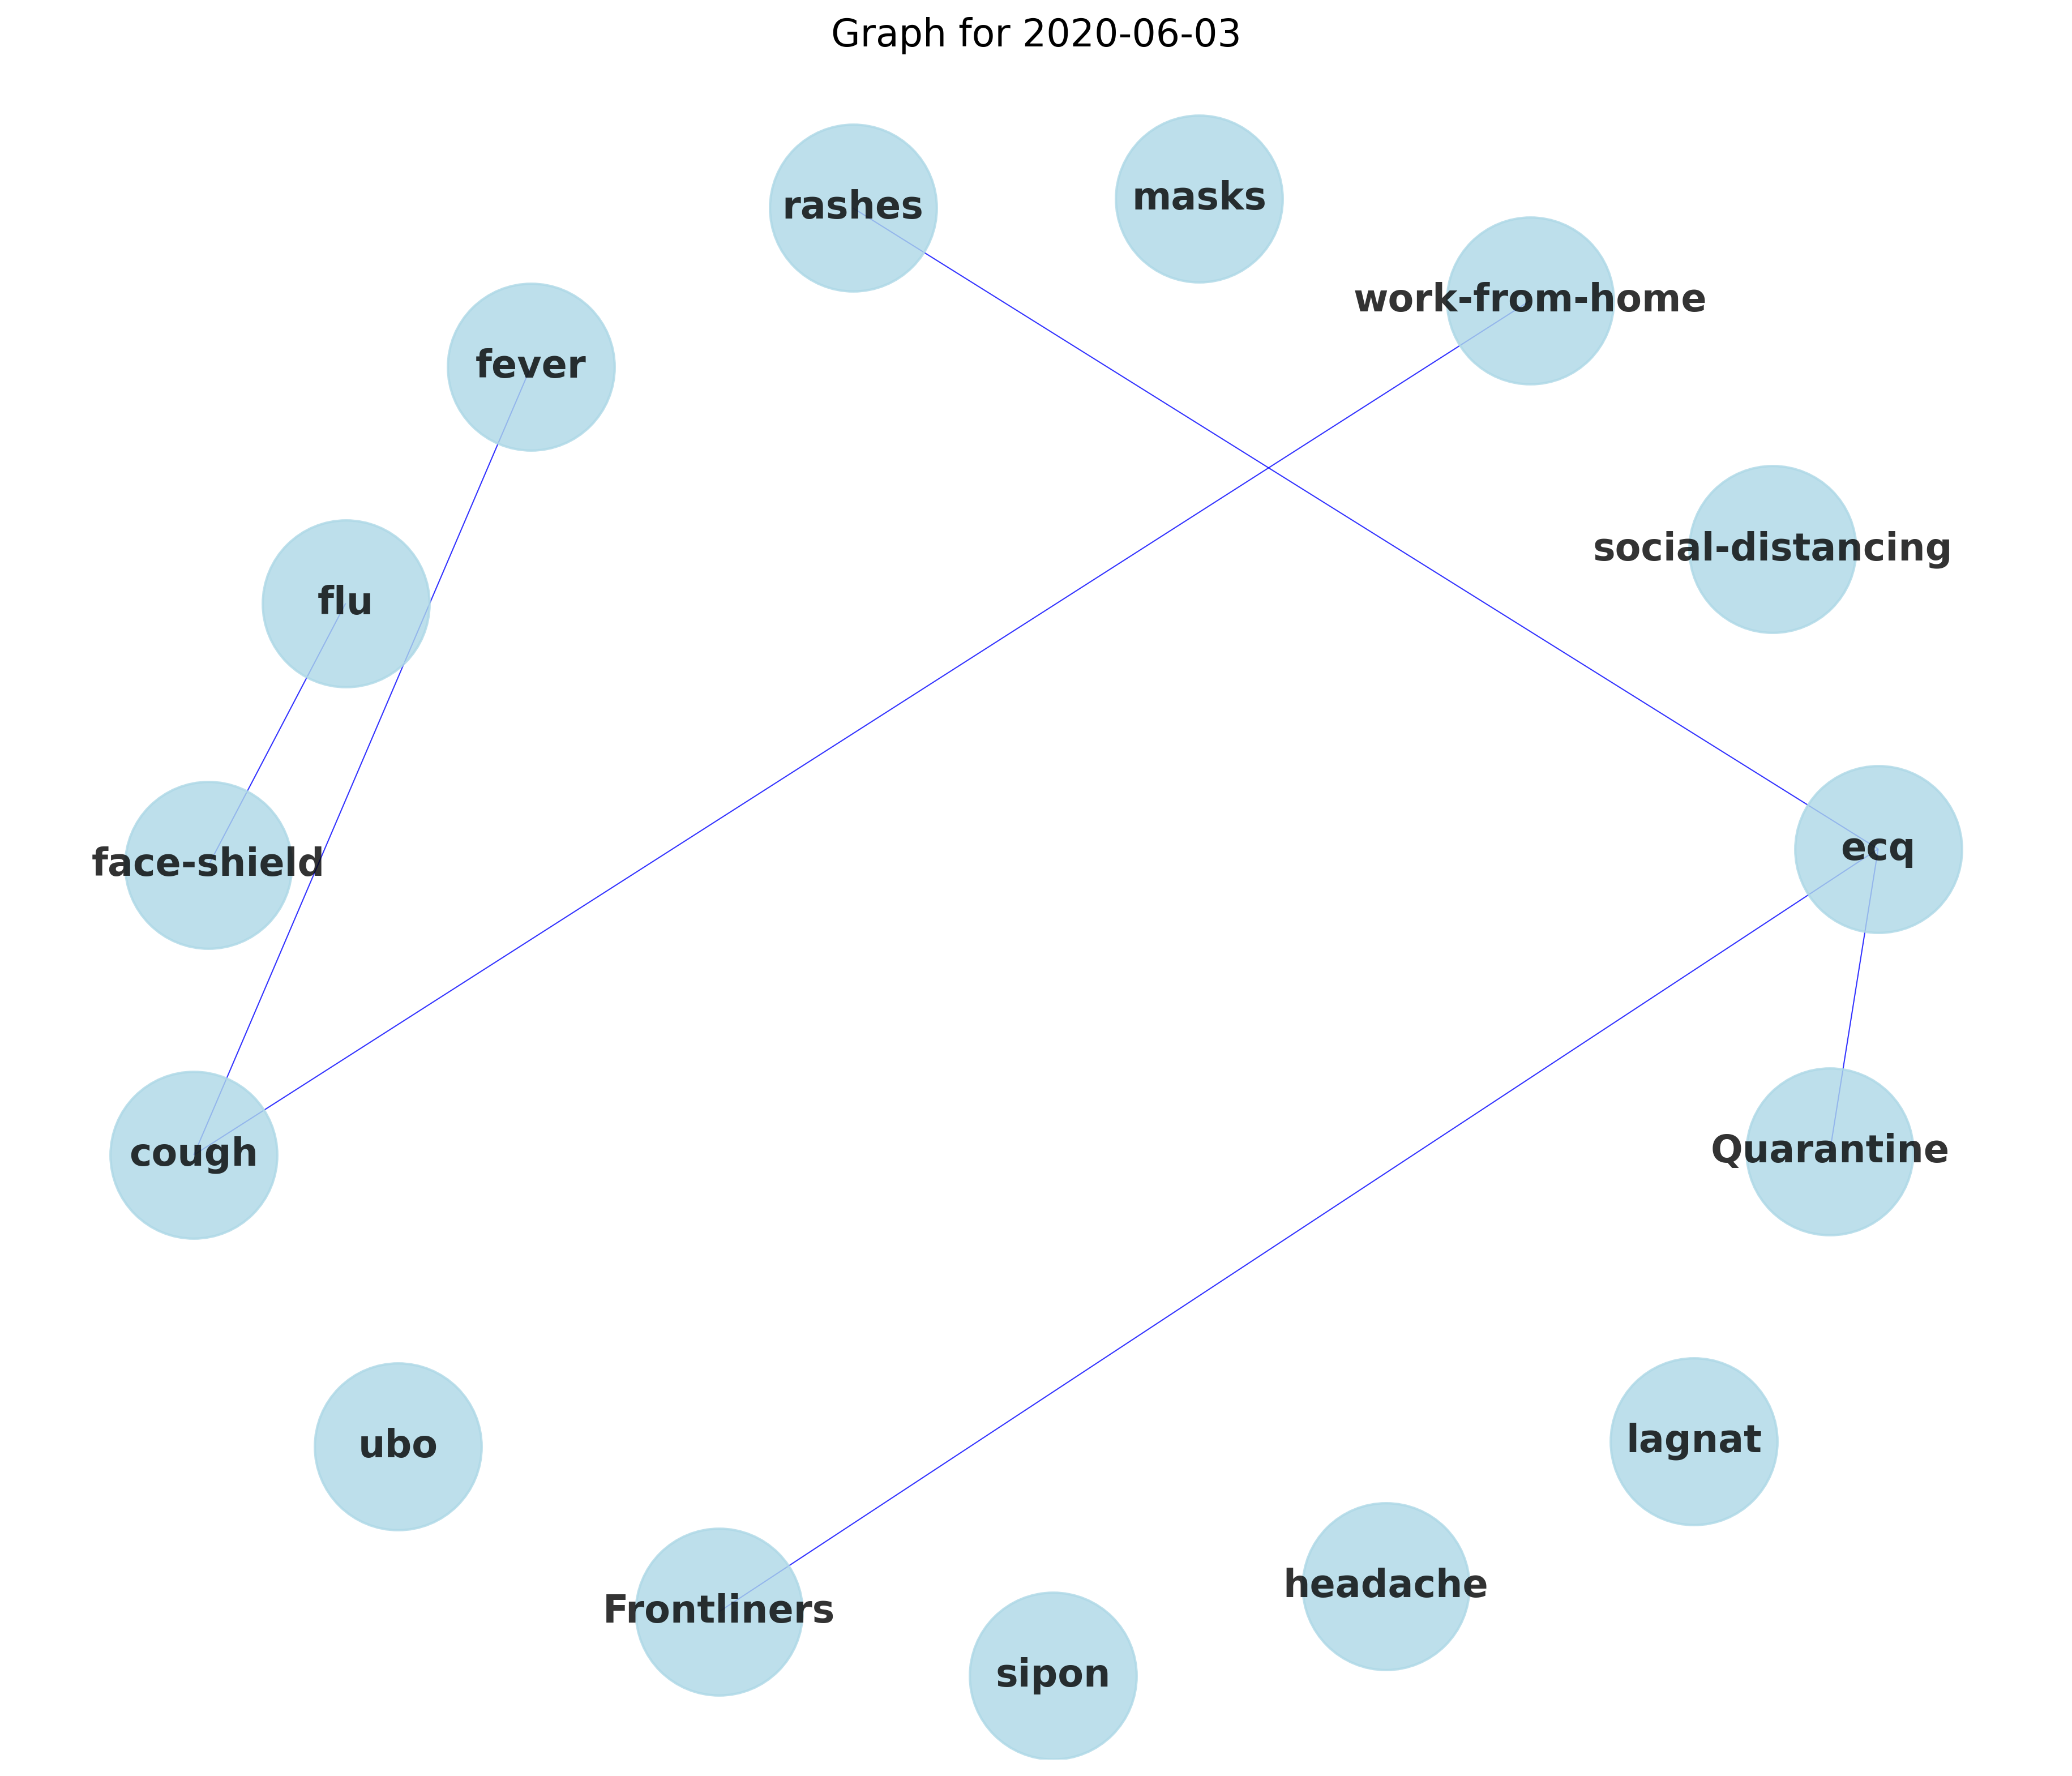 Graph for 2020-06-03
masks
rashes
work-from-home
fever
social-distancing
flu
ecq
face-shield
Quarantine
cough
lagnat
ubo
headache
Frontliners
sipon